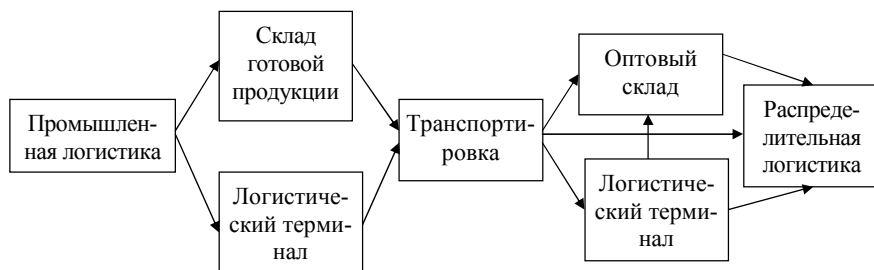 Промышлен-
ная логистика
Склад
готовой
продукции
Логистиче-
ский терми-
нал
Транспорти-
ровка
Оптовый
склад
Логистиче-
ский терми-
нал
Распреде-
лительная
логистика